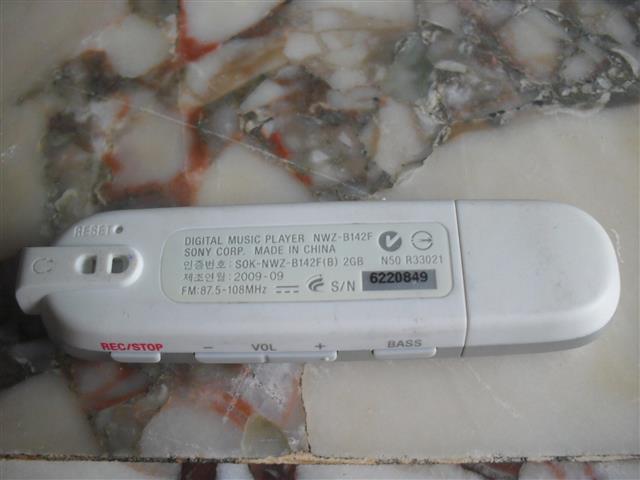 RESET
DIGITAL MUSIC PLAYER NWZ-B142F
SONY CORP. MADE IN CHINA
N50 R33021
인증번호: SOK-NWZ-B142F(B) 2GB
제조연월: 2009-09
FM: 87.5-108MHz S/N 6220849
REC/STOP − VOL + BASS